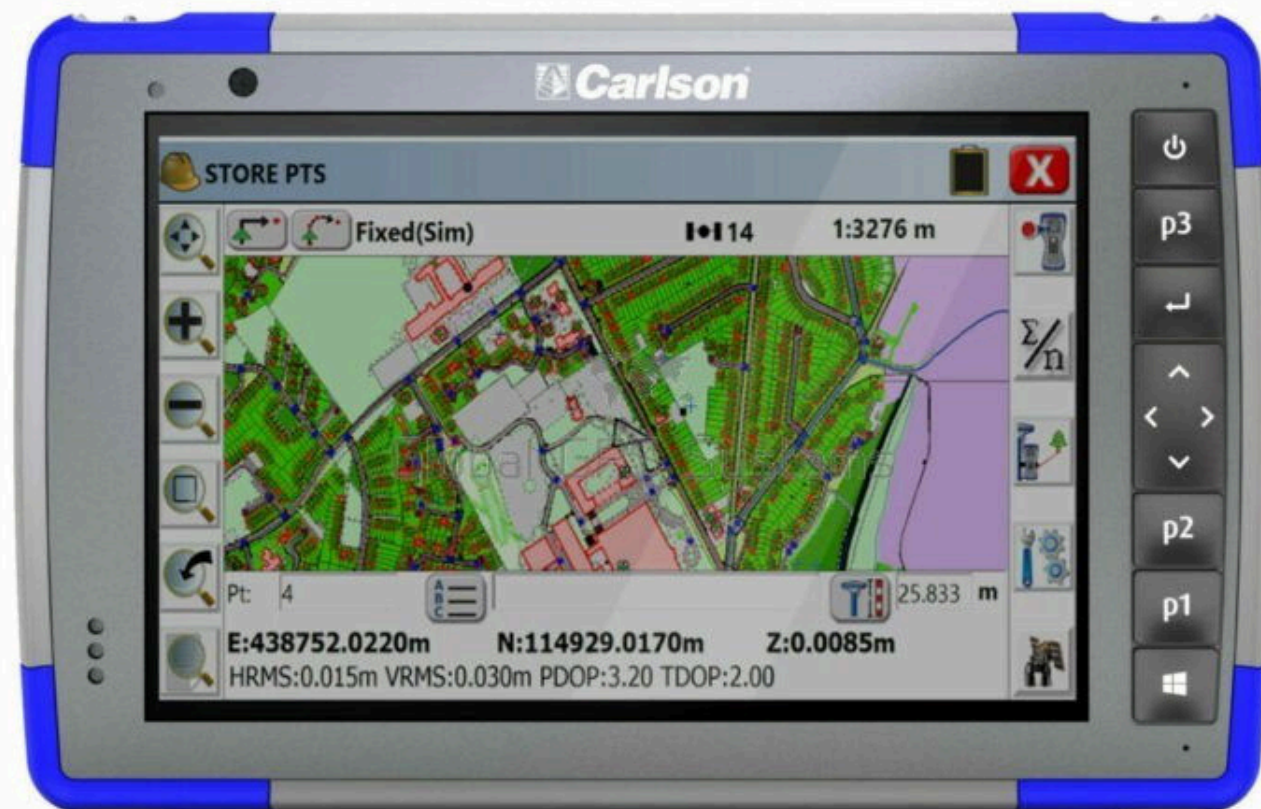 Carlson
STORE PTS
X
Fixed(Sim) 14 1:3276 m
Σ/n
Pt: 4 A B C 25.833 m
E:438752.0220m N:114929.0170m Z:0.0085m
HRMS:0.015m VRMS:0.030m PDOP:3.20 TDOP:2.00
p3
p2
p1